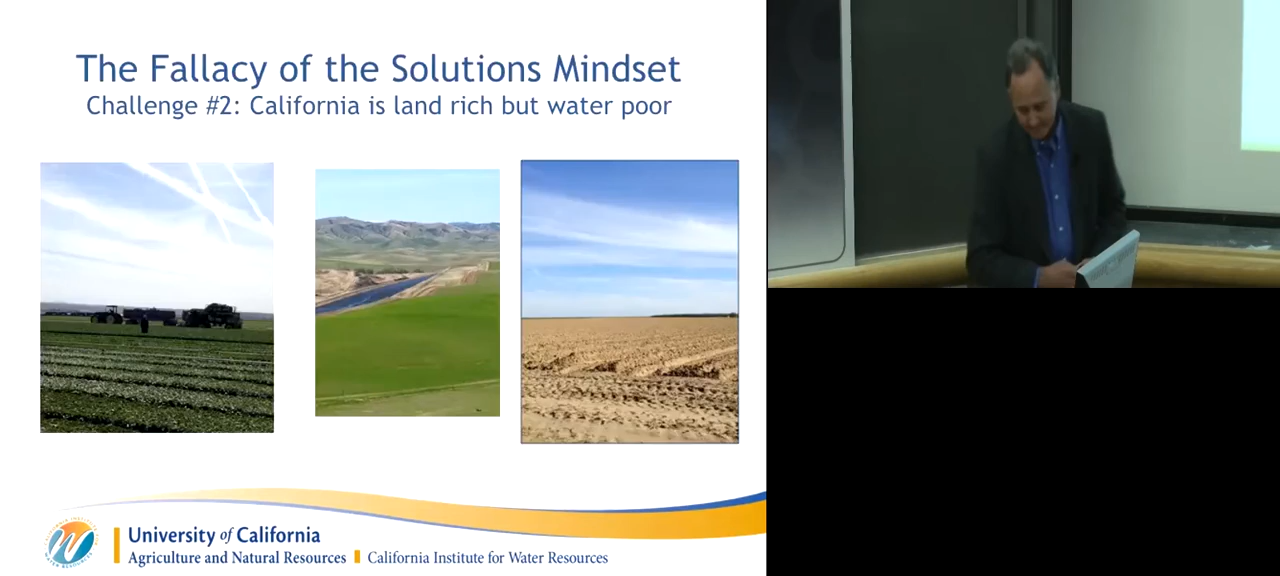 The Fallacy of the Solutions Mindset
Challenge #2: California is land rich but water poor
University of California
Agriculture and Natural Resources California Institute for Water Resources